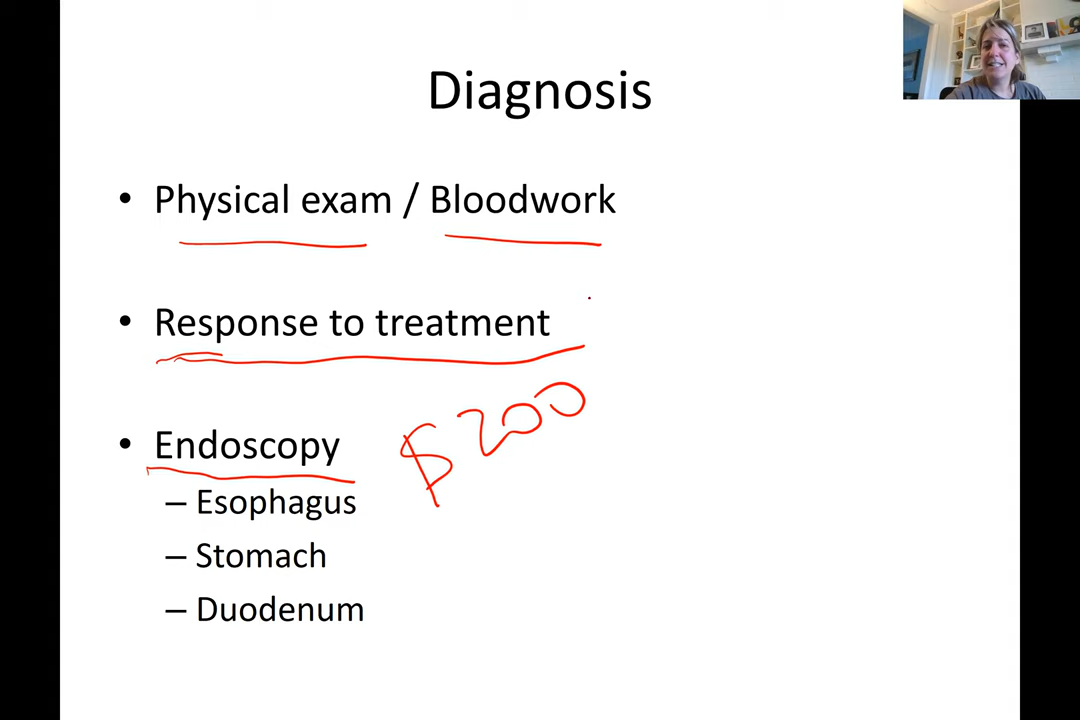 Diagnosis
• Physical exam / Bloodwork
• Response to treatment
$200
• Endoscopy
– Esophagus
– Stomach
– Duodenum